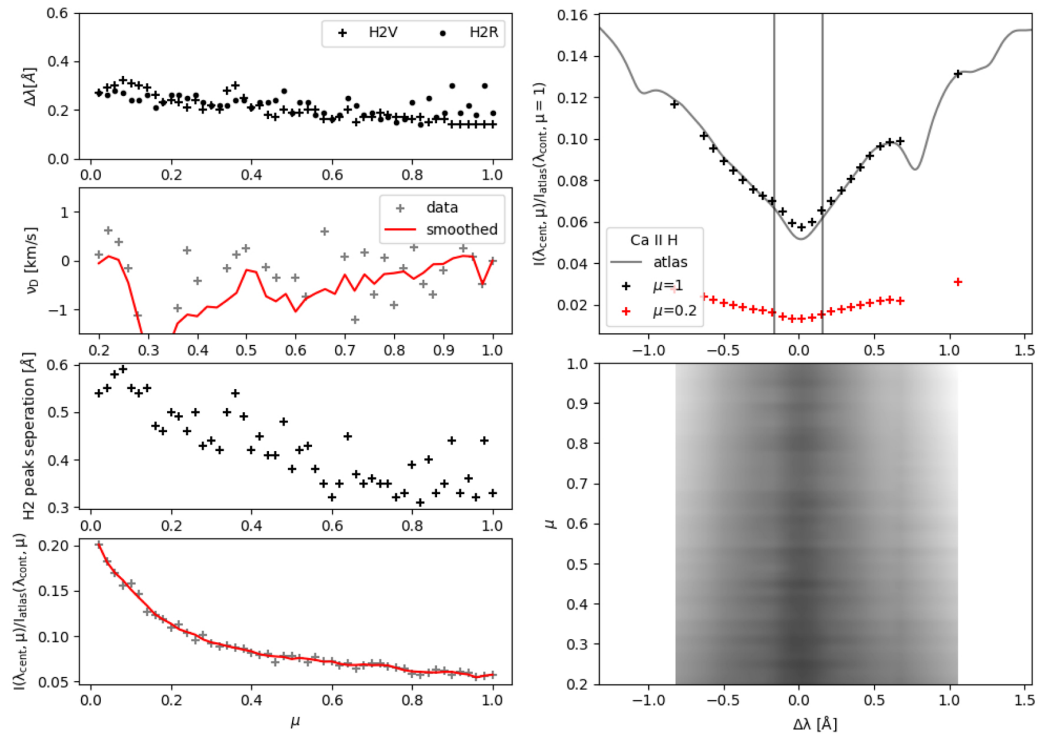 0.6
0.4
0.2
0.0
Δλ[Å]
H2V
H2R
0.0 0.2 0.4 0.6 0.8 1.0
1
0
−1
ν_D [km/s]
data
smoothed
0.2 0.3 0.4 0.5 0.6 0.7 0.8 0.9 1.0
0.6
0.5
0.4
0.3
H2 peak seperation [Å]
0.0 0.2 0.4 0.6 0.8 1.0
0.20
0.15
0.10
0.05
I(λ_cent, μ)/I_atlas(λ_cont, μ)
0.0 0.2 0.4 0.6 0.8 1.0
μ
0.16
0.14
0.12
0.10
0.08
0.06
0.04
0.02
I(λ_cent, μ)/I_atlas(λ_cont, μ = 1)
Ca II H
atlas
μ=1
μ=0.2
−1.0 −0.5 0.0 0.5 1.0 1.5
1.0
0.9
0.8
0.7
0.6
0.5
0.4
0.3
0.2
μ
−1.0 −0.5 0.0 0.5 1.0 1.5
Δλ [Å]